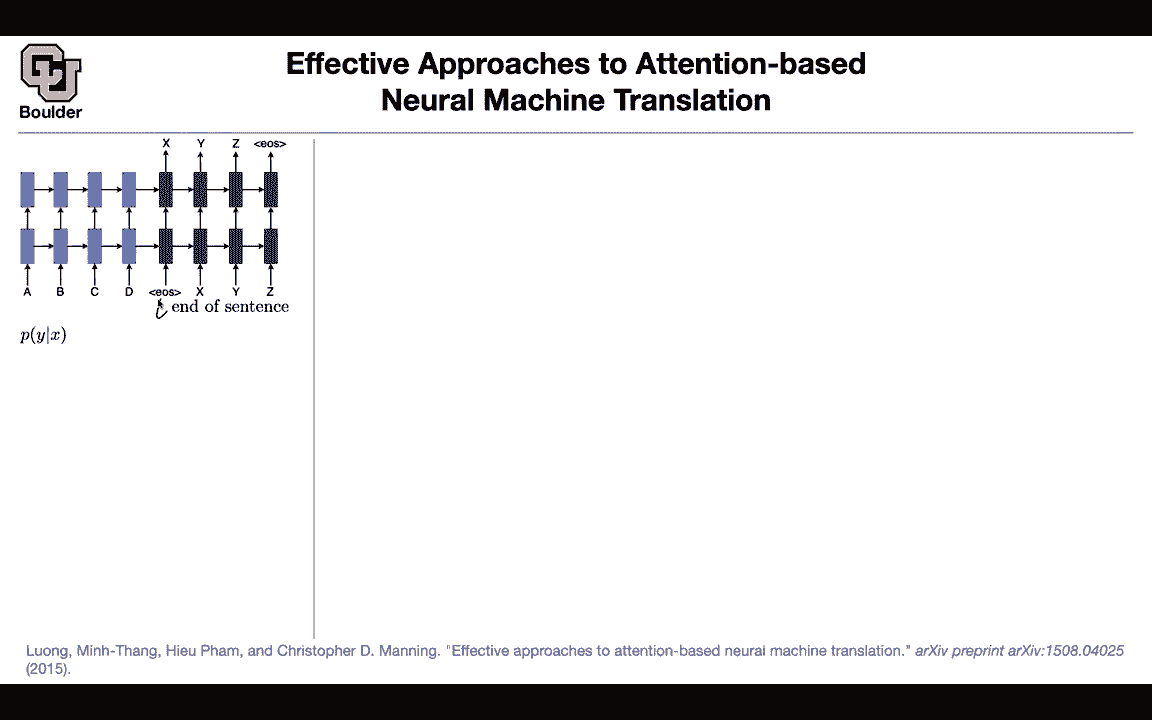 Boulder
Effective Approaches to Attention-based
Neural Machine Translation
X Y Z <eos>
A B C D <eos> X Y Z
end of sentence
p(y|x)
Luong, Minh-Thang, Hieu Pham, and Christopher D. Manning. "Effective approaches to attention-based neural machine translation." arXiv preprint arXiv:1508.04025
(2015).